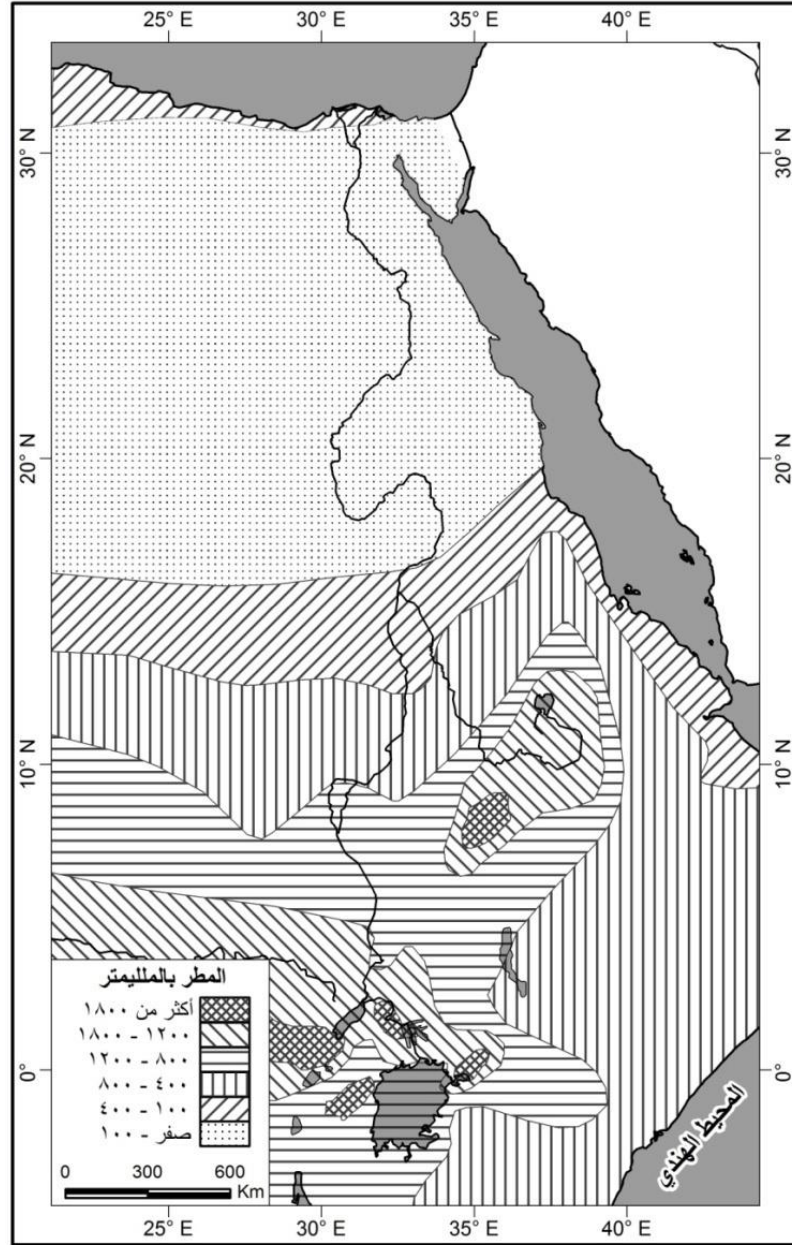 25° E 30° E 35° E 40° E
30° N 30° N
20° N 20° N
10° N 10° N
0° 0°
المطر بالملليمتر
أكثر من ١٨٠٠
١٢٠٠ - ١٨٠٠
٨٠٠ - ١٢٠٠
٤٠٠ - ٨٠٠
١٠٠ - ٤٠٠
صفر - ١٠٠
0 300 600
Km
المحيط الهندي
25° E 30° E 35° E 40° E